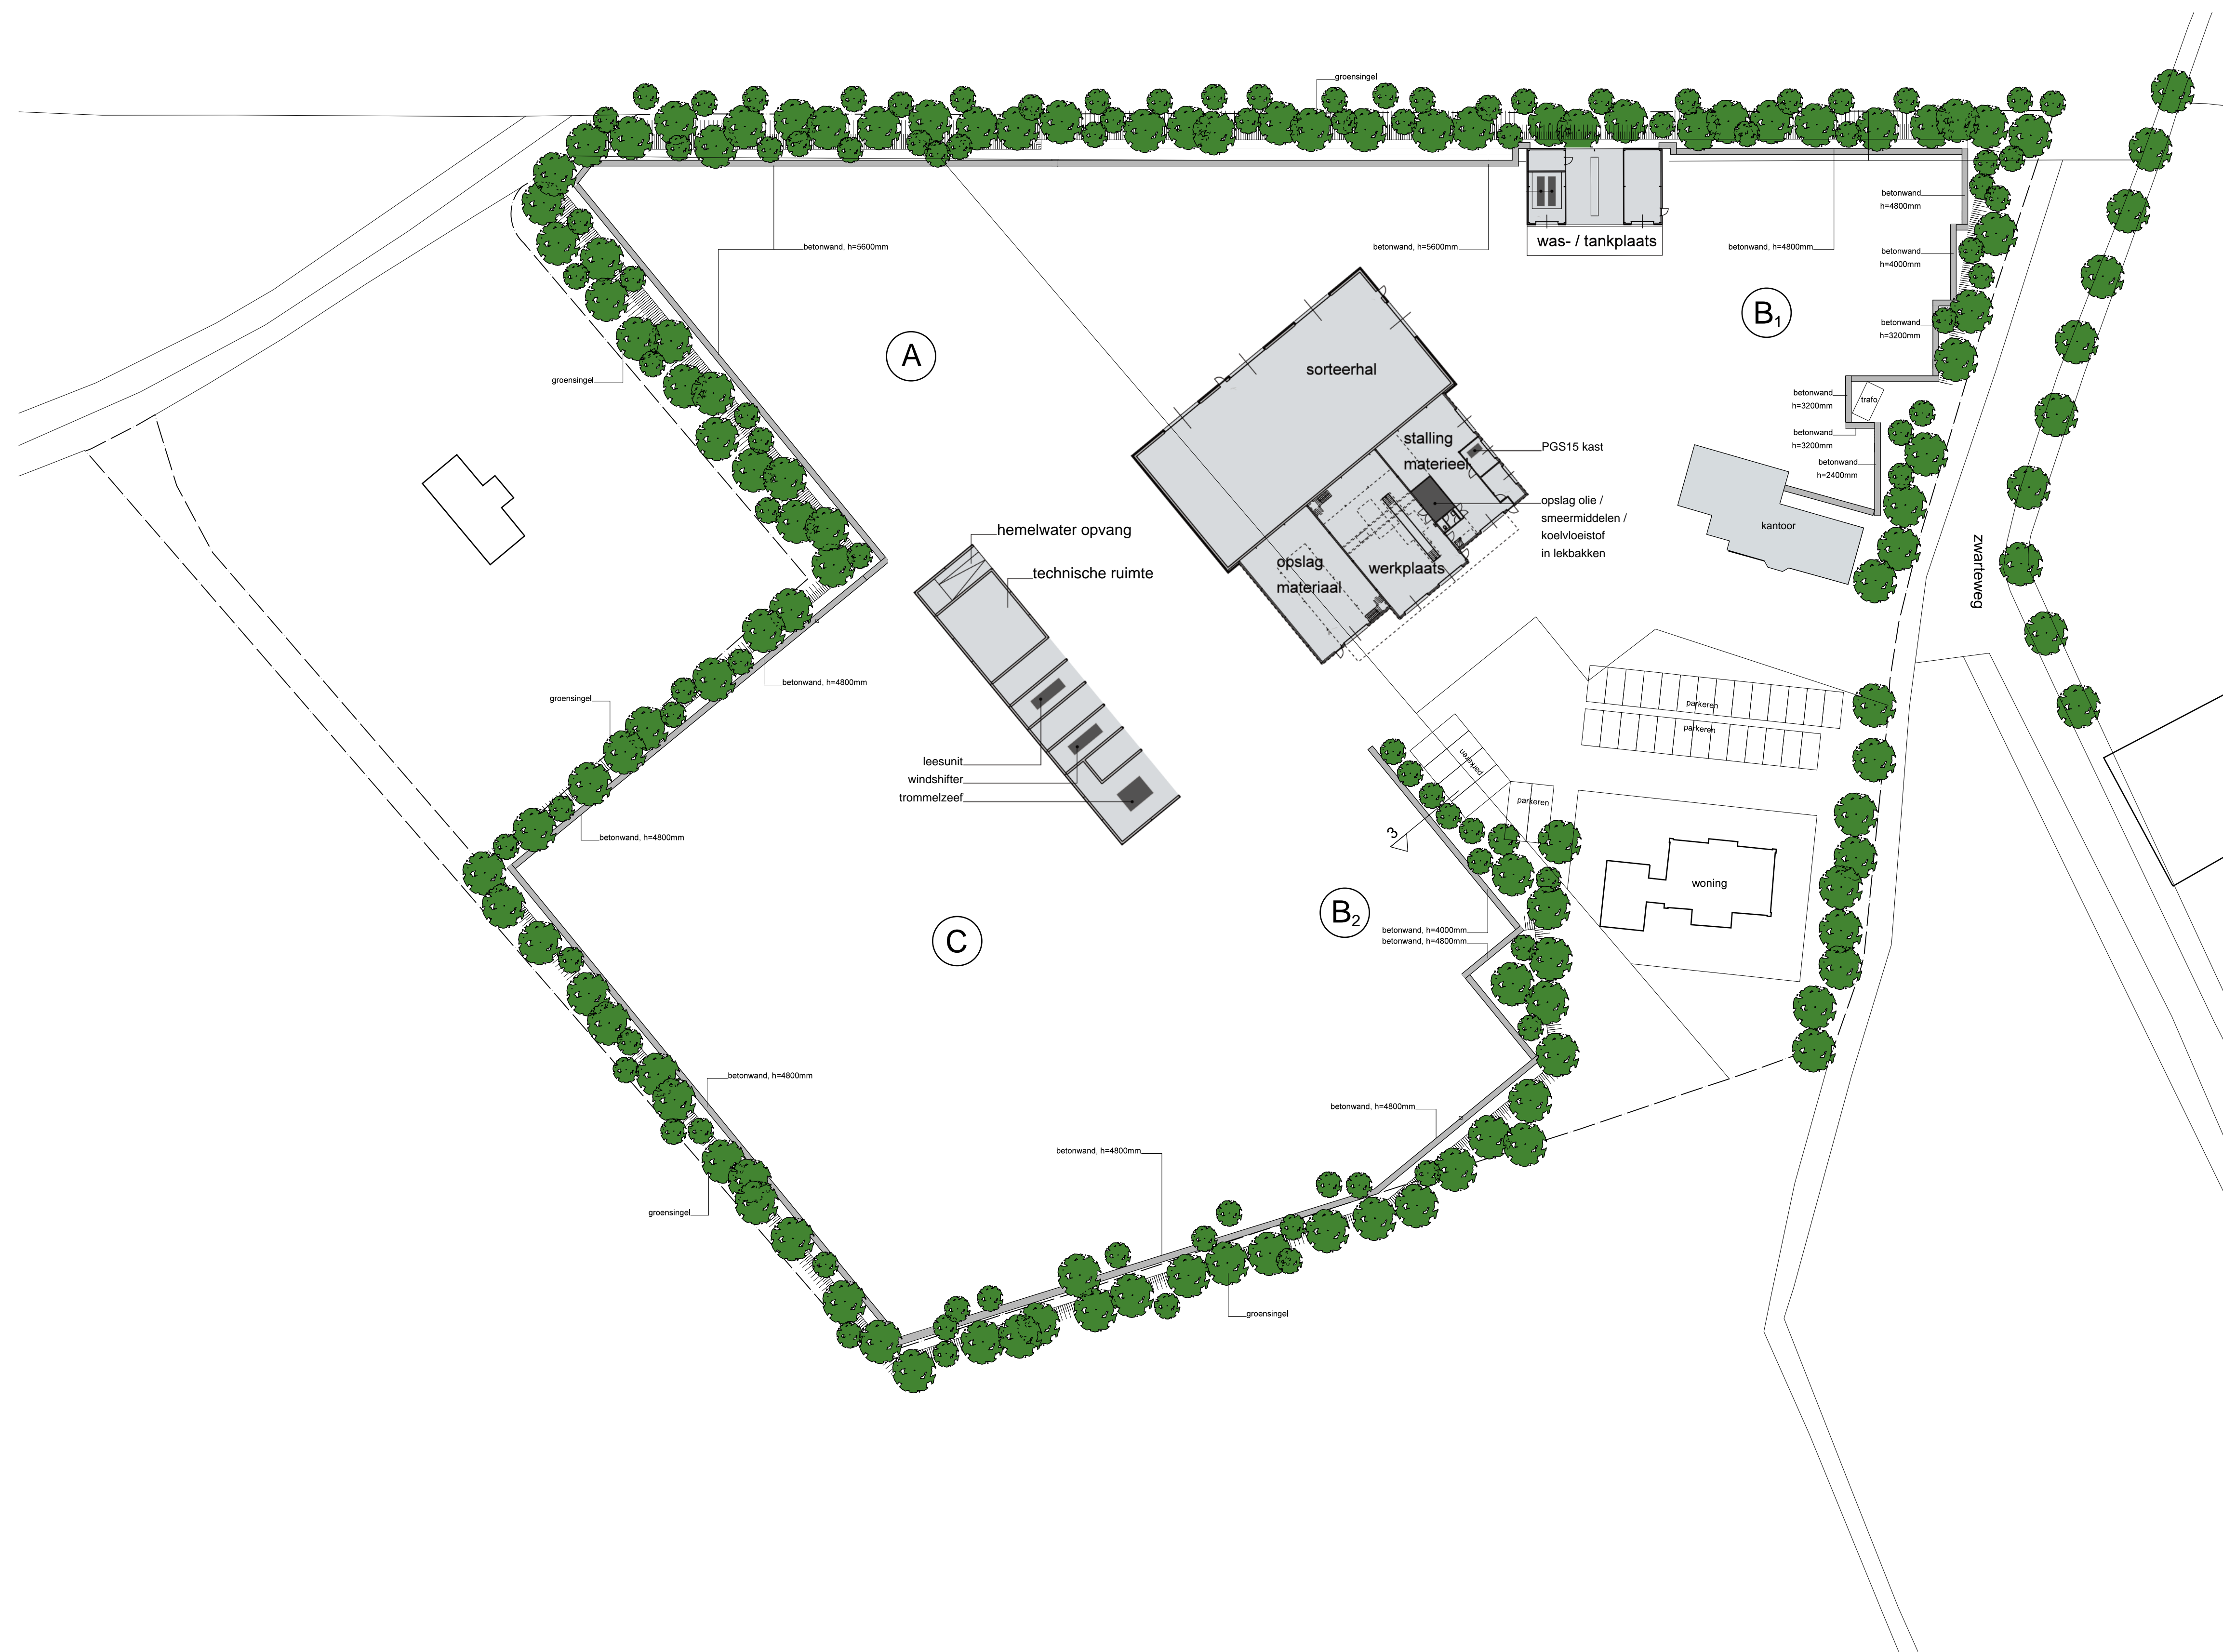 groensingel
betonwand
h=4800mm
betonwand, h=5600mm
betonwand, h=5600mm
was- / tankplaats
betonwand, h=4800mm
betonwand
h=4000mm
B1
betonwand
h=3200mm
A
sorteerhal
groensingel
betonwand
h=3200mm
trafo
betonwand
h=3200mm
stalling
materieel
PGS15 kast
betonwand
h=2400mm
opslag olie /
smeermiddelen /
koelvloeistof
in lekbakken
kantoor
hemelwater opvang
technische ruimte
opslag
materiaal
werkplaats
zwarteweg
betonwand, h=4800mm
groensingel
parkeren
parkeren
parkeren
parkeren
leesunit
windshifter
trommelzeef
3
betonwand, h=4800mm
woning
B2
C
betonwand, h=4000mm
betonwand, h=4800mm
betonwand, h=4800mm
betonwand, h=4800mm
betonwand, h=4800mm
groensingel
groensingel